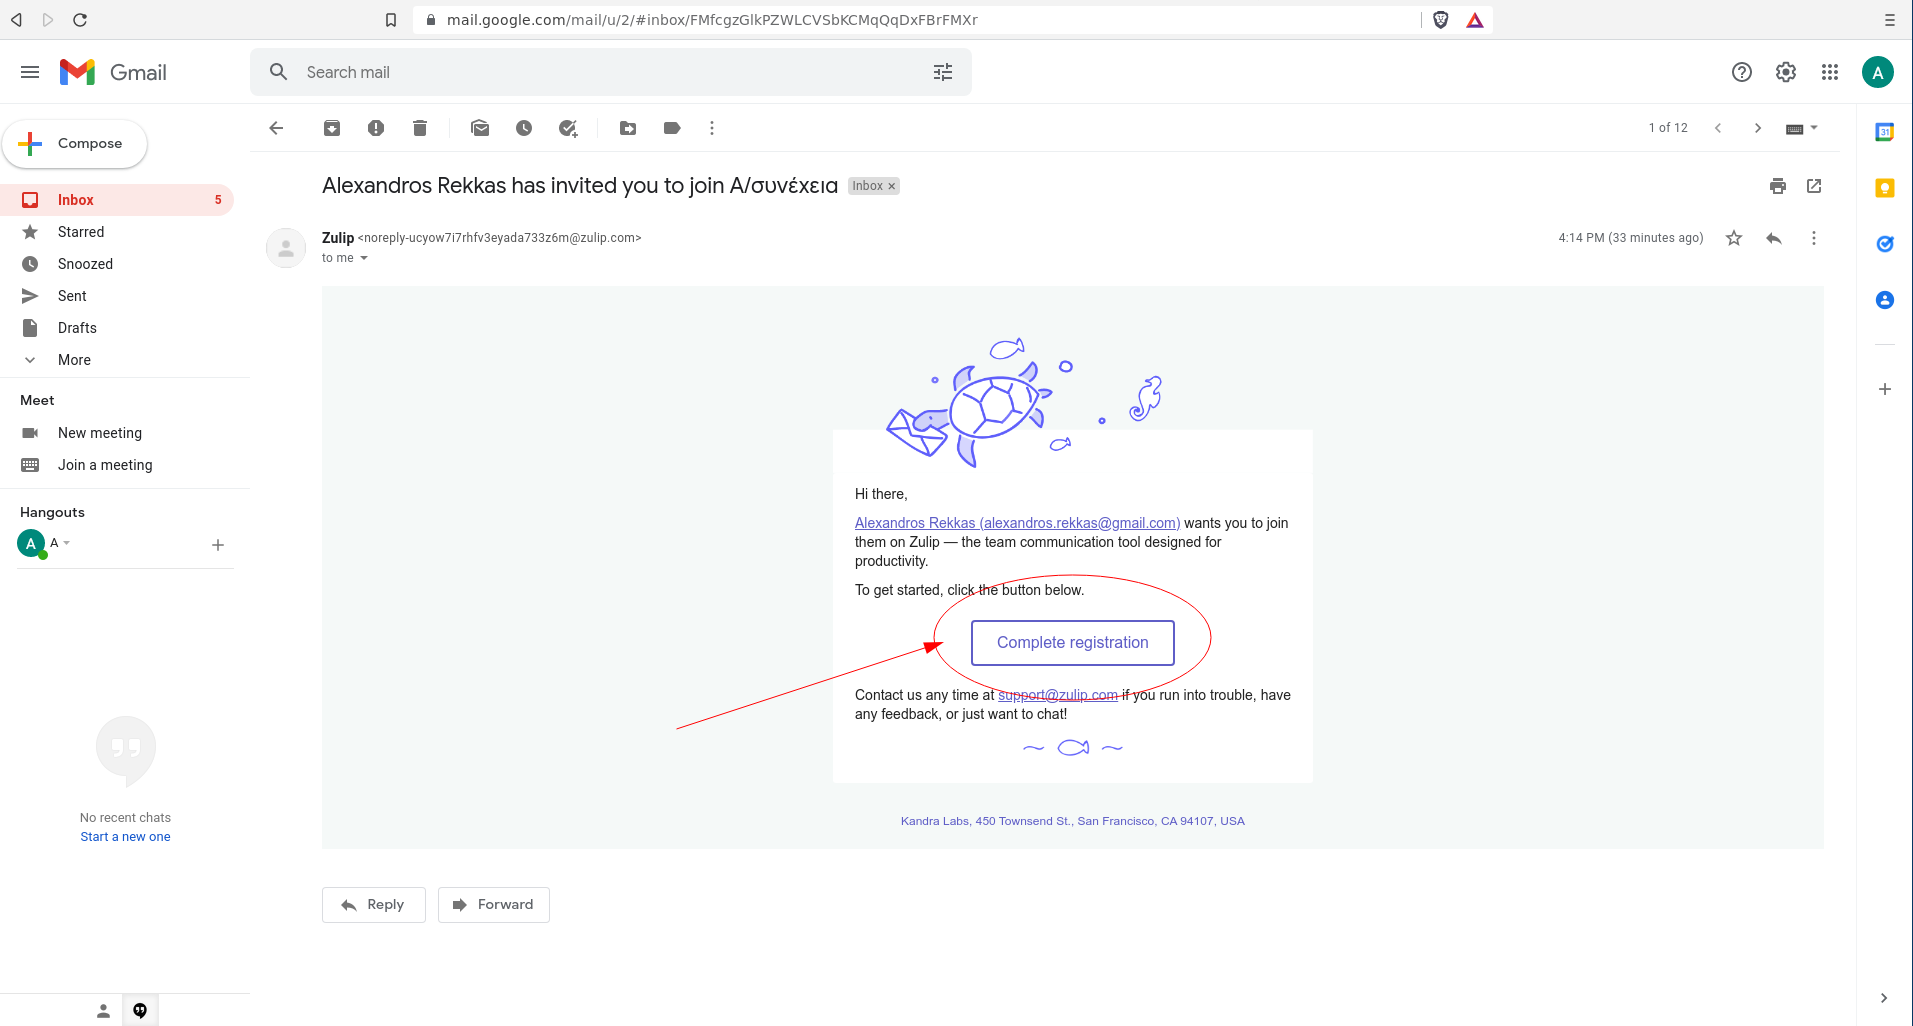 mail.google.com/mail/u/2/#inbox/FMfcgzGlkPZWLCVSbKCMqQqDxFBrFMXr
Gmail
Search mail
A
Compose
1 of 12
31
Inbox 5
Starred
Snoozed
Sent
Drafts
More
Meet
New meeting
Join a meeting
Hangouts
A A
No recent chats
Start a new one
Alexandros Rekkas has invited you to join Α/συνέχεια Inbox ×
Zulip <noreply-ucyow7i7rhfv3eyada733z6m@zulip.com>
4:14 PM (33 minutes ago)
to me
Hi there,
Alexandros Rekkas (alexandros.rekkas@gmail.com) wants you to join
them on Zulip — the team communication tool designed for
productivity.
To get started, click the button below.
Complete registration
Contact us any time at support@zulip.com if you run into trouble, have
any feedback, or just want to chat!
Kandra Labs, 450 Townsend St., San Francisco, CA 94107, USA
Reply
Forward